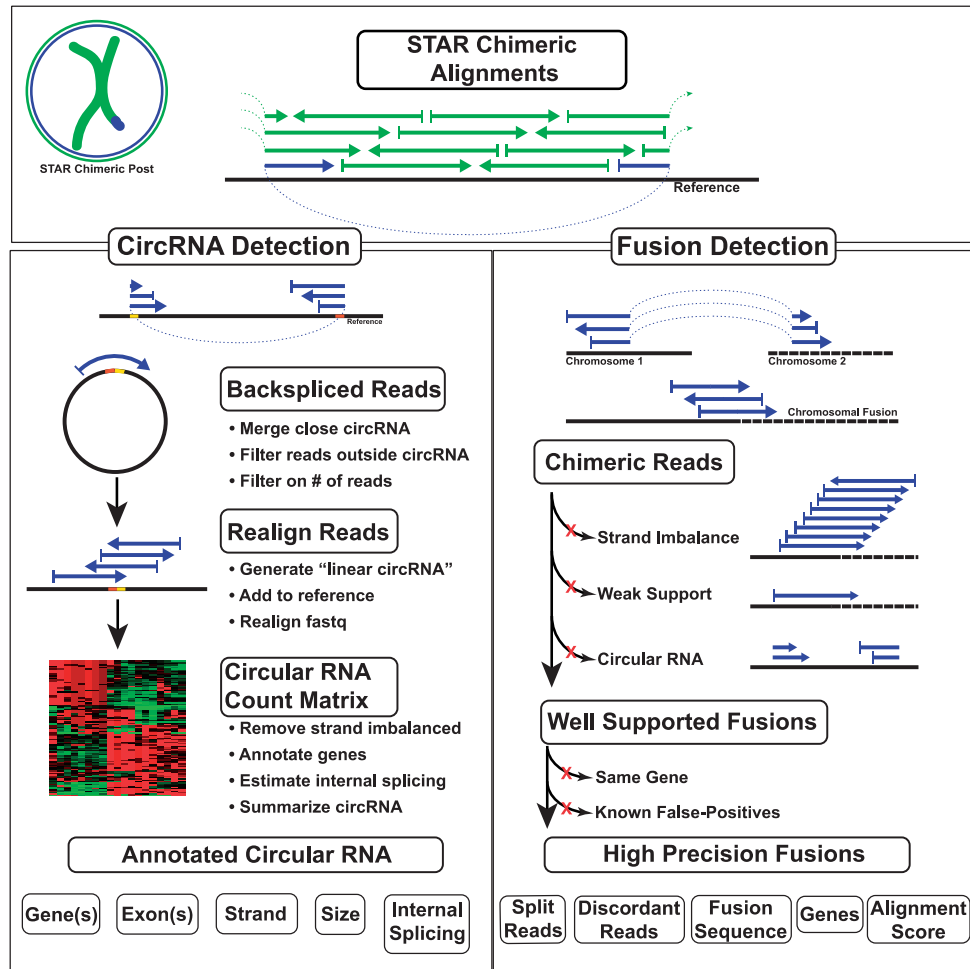 STAR Chimeric
Alignments
STAR Chimeric Post
Reference
CircRNA Detection
Reference
Backspliced Reads
• Merge close circRNA
• Filter reads outside circRNA
• Filter on # of reads
Realign Reads
• Generate “linear circRNA”
• Add to reference
• Realign fastq
Circular RNA
Count Matrix
• Remove strand imbalanced
• Annotate genes
• Estimate internal splicing
• Summarize circRNA
Annotated Circular RNA
Gene(s)
Exon(s)
Strand
Size
Internal
Splicing
Fusion Detection
Chromosome 1
Chromosome 2
Chromosomal Fusion
Chimeric Reads
X
Strand Imbalance
X
Weak Support
X
Circular RNA
Well Supported Fusions
X
Same Gene
X
Known False-Positives
High Precision Fusions
Split
Reads
Discordant
Reads
Fusion
Sequence
Genes
Alignment
Score